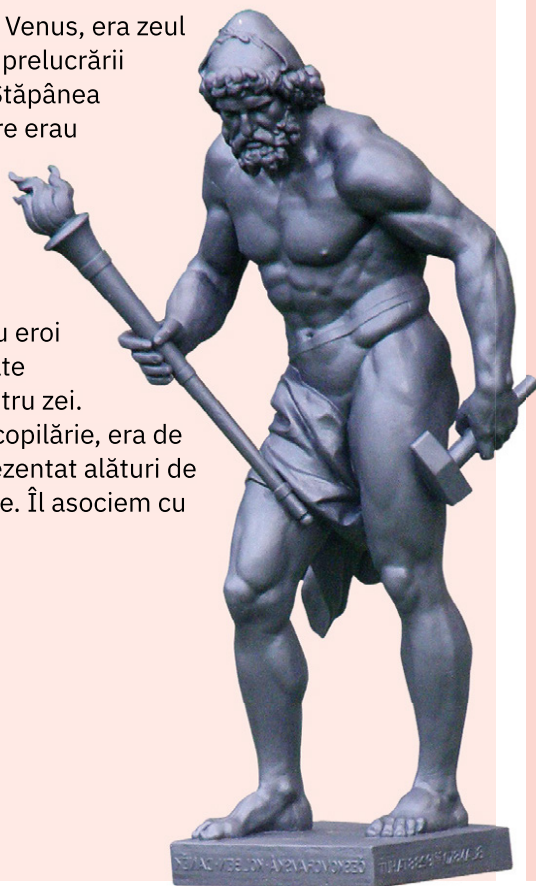 Venus, era zeul
prelucrării
Stăpânea
re erau
u eroi
te
tru zei.
copilărie, era de
ezentat alături de
e. Îl asociem cu